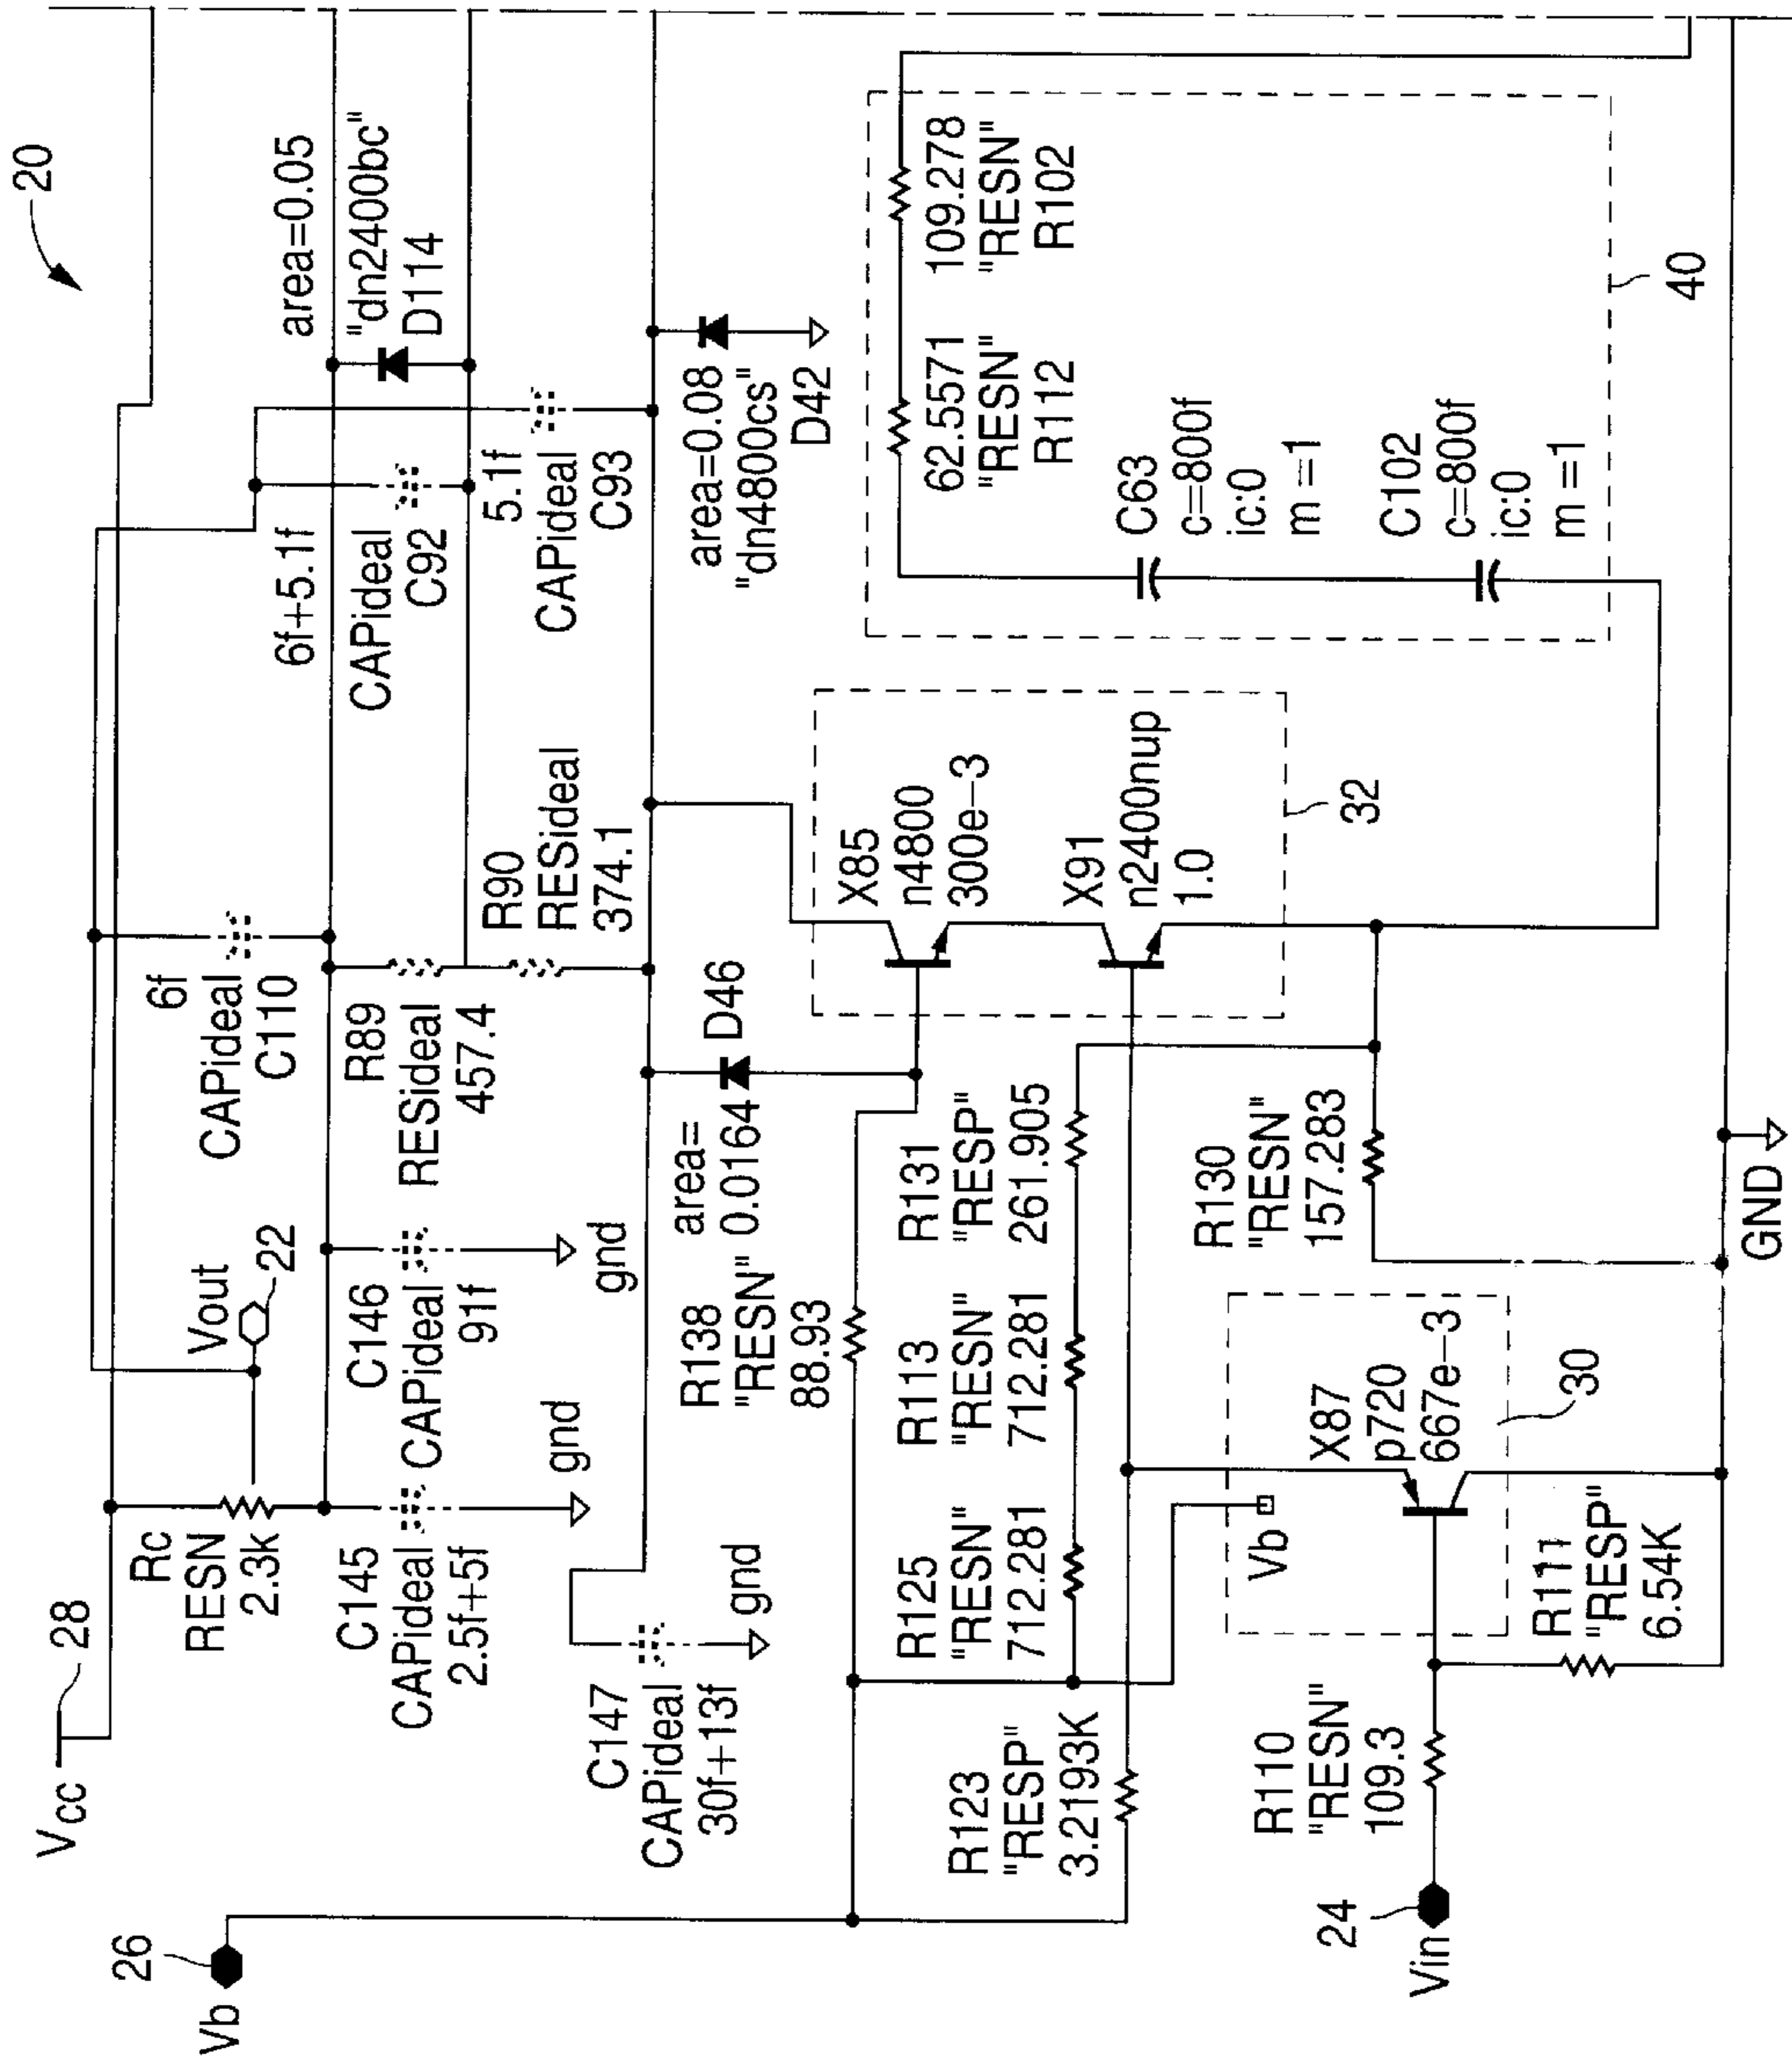 20
Vcc
28
Rc
RESN
2.3k
Vout
22
6f
CAPideal
C110
6f+5.1f
CAPideal
C92
area=0.05
"dn2400bc"
D114
C145
CAPideal
2.5f+5f
gnd
C146
CAPideal
91f
gnd
R89
RESideal
457.4
R90
RESideal
374.1
5.1f
CAPideal
C93
C147
CAPideal
30f+13f
gnd
26
Vb
R138
"RESN"
88.93
area=
0.0164
D46
area=0.08
"dn4800cs"
D42
X85
n4800
300e-3
X91
n2400nup
1.0
32
62.5571
"RESN"
R112
109.278
"RESN"
R102
C63
c=800f
ic:0
m=1
C102
c=800f
ic:0
m=1
40
R125
"RESN"
712.281
R113
"RESN"
712.281
R131
"RESP"
261.905
R123
"RESP"
3.2193K
R130
"RESN"
157.283
Vb
X87
p720
667e-3
30
R110
"RESN"
109.3
24
Vin
R111
"RESP"
6.54K
GND